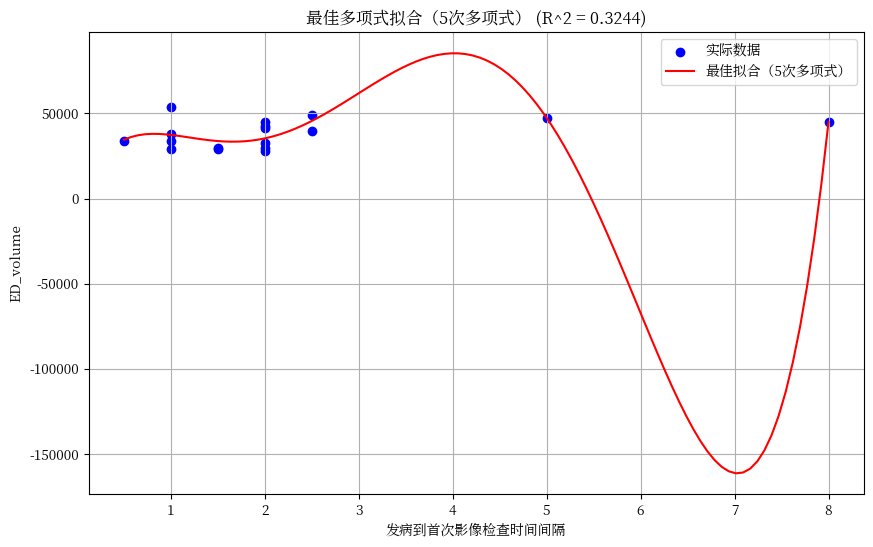 最佳多项式拟合（5次多项式） (R^2 = 0.3244)
实际数据
最佳拟合（5次多项式）
50000
0
-50000
-100000
-150000
ED_volume
1 2 3 4 5 6 7 8
发病到首次影像检查时间间隔